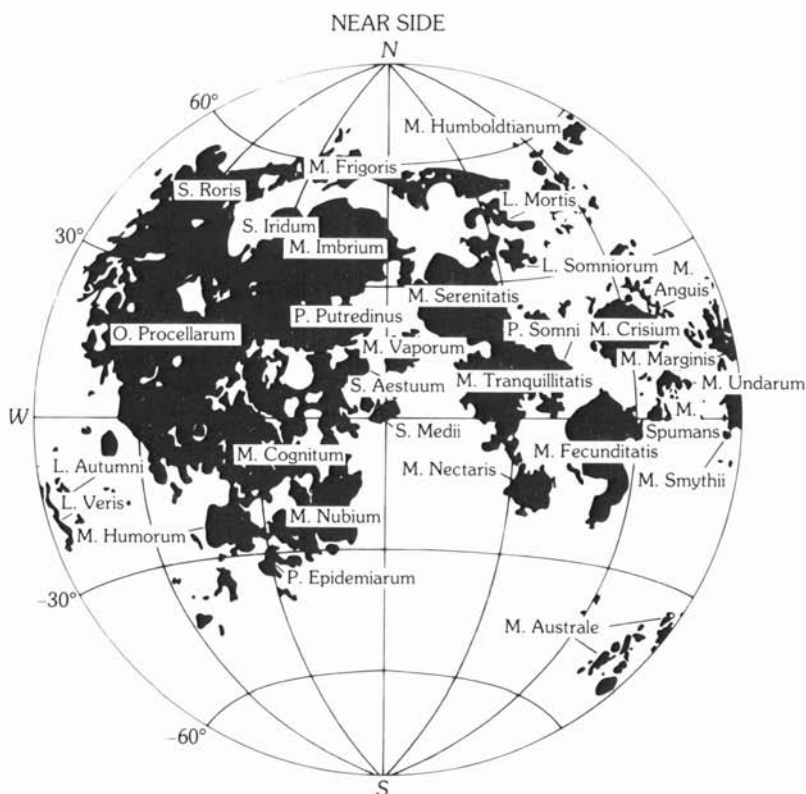 NEAR SIDE
N
60°
M. Humboldtianum
M. Frigoris
S. Roris
L. Mortis
S. Iridum
30°
M. Imbrium
L. Somniorum
M.
Anguis
M. Serenitatis
P. Putredinus
P. Somni
M. Crisium
O. Procellarum
M. Vaporum
M. Marginis
S. Aestuum
M. Tranquillitatis
M. Undarum
W
M.
Spumans
S. Medii
M. Cognitum
M. Fecunditatis
L. Autumni
M. Nectaris
M. Smythii
L. Veris
M. Nubium
M. Humorum
P. Epidemiarum
-30°
M. Australe
-60°
S